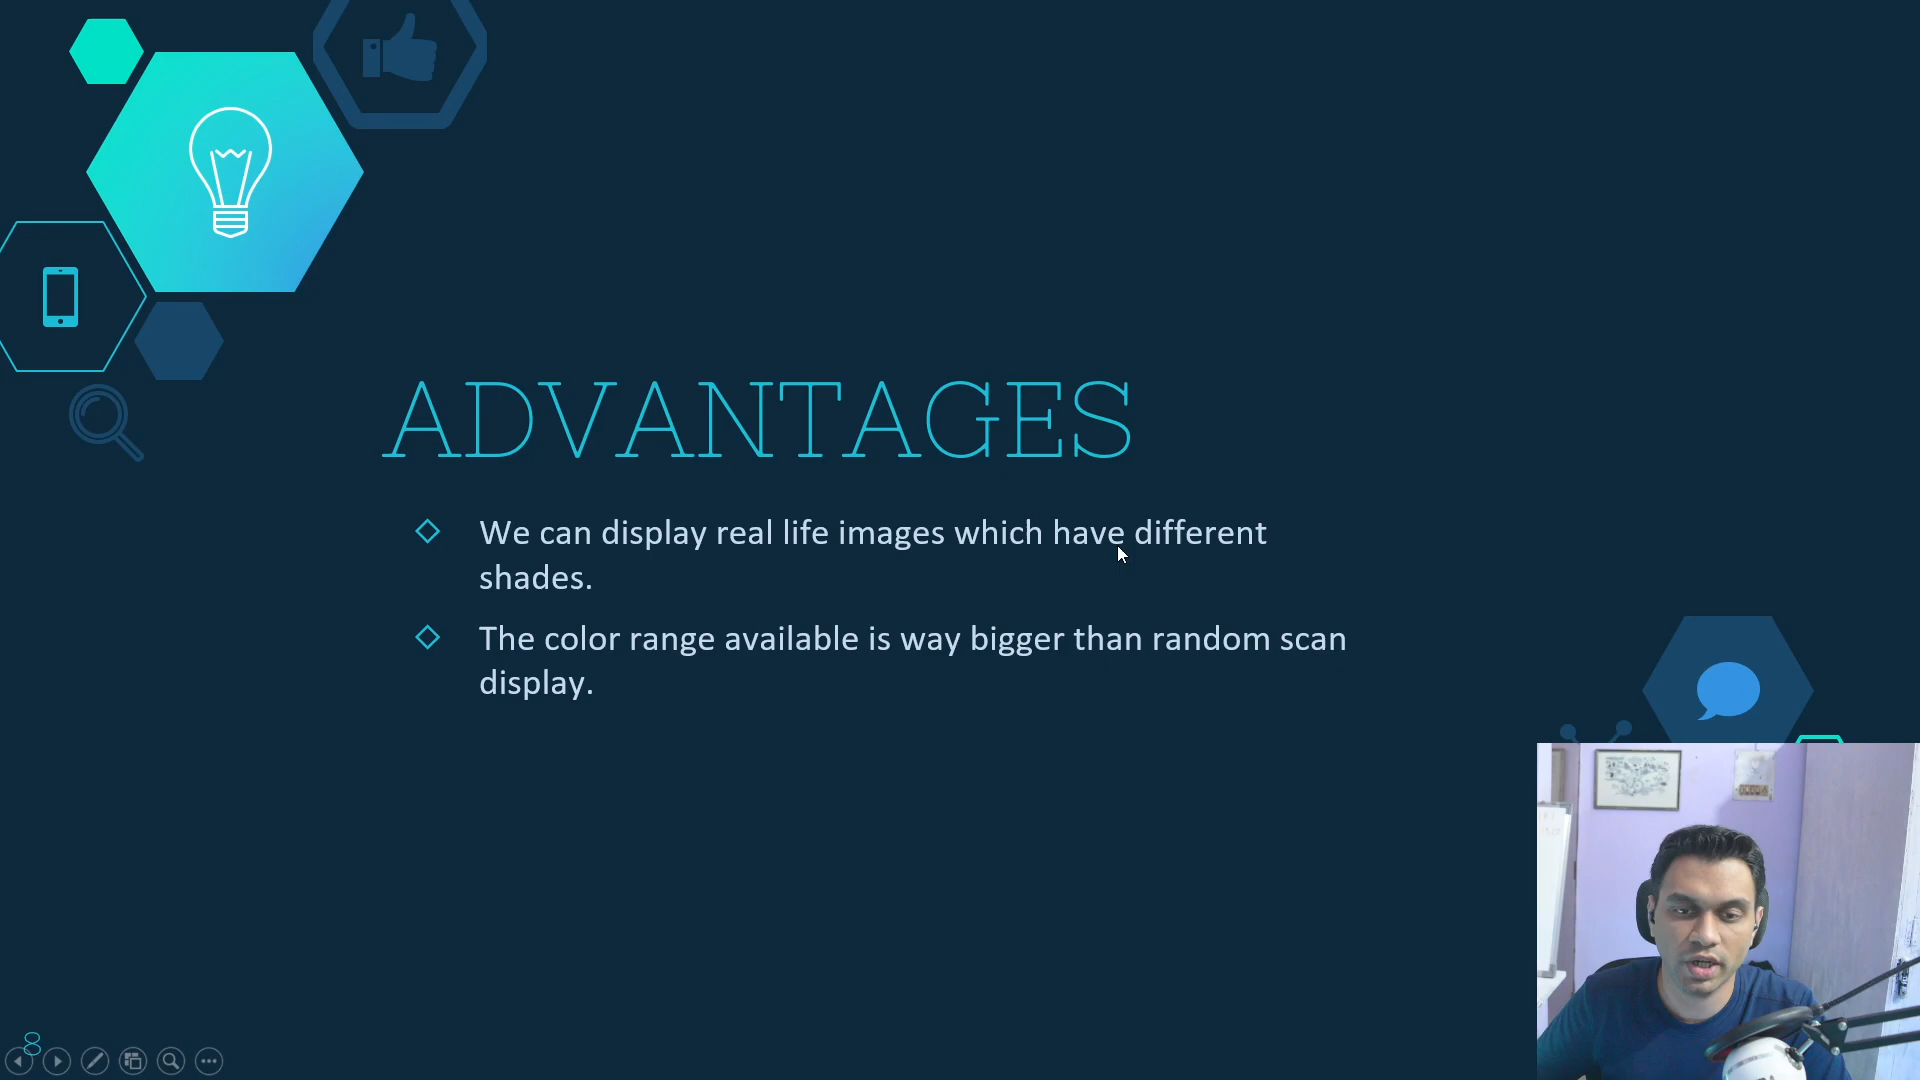 ADVANTAGES
We can display real life images which have different
shades.
The color range available is way bigger than random scan
display.
8